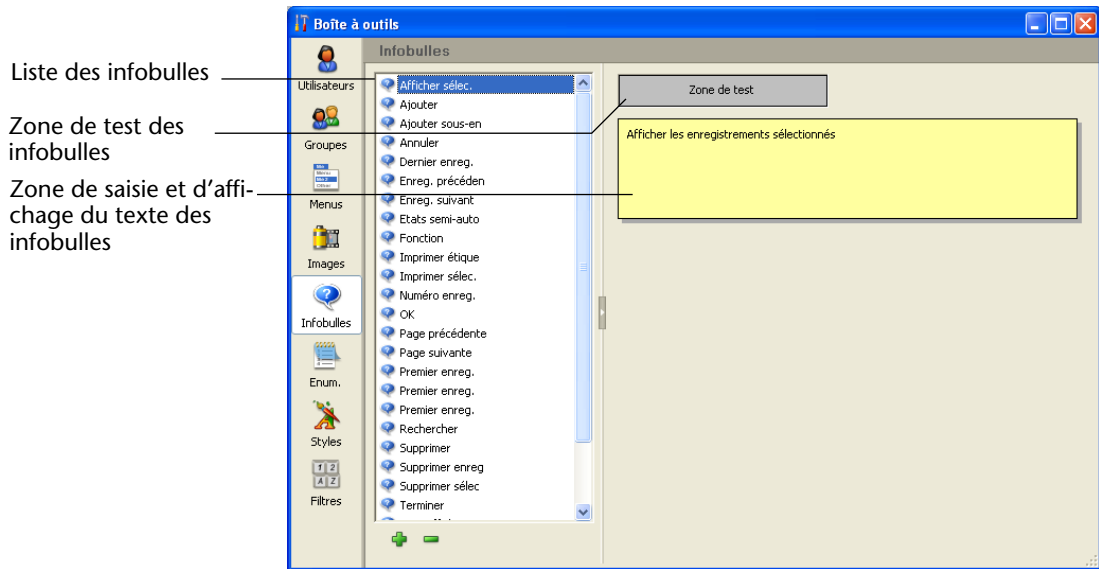 Boîte à outils
Infobulles
Liste des infobulles
Zone de test des
infobulles
Zone de saisie et d'affi-
chage du texte des
infobulles
Utilisateurs
Groupes
Menus
Images
Infobulles
Enum.
Styles
Filtres
Afficher sélec.
Ajouter
Ajouter sous-en
Annuler
Dernier enreg.
Enreg. précéden
Enreg. suivant
Etats semi-auto
Fonction
Imprimer étique
Imprimer sélec.
Numéro enreg.
OK
Page précédente
Page suivante
Premier enreg.
Premier enreg.
Premier enreg.
Rechercher
Supprimer
Supprimer enreg
Supprimer sélec
Terminer
Zone de test
Afficher les enregistrements sélectionnés